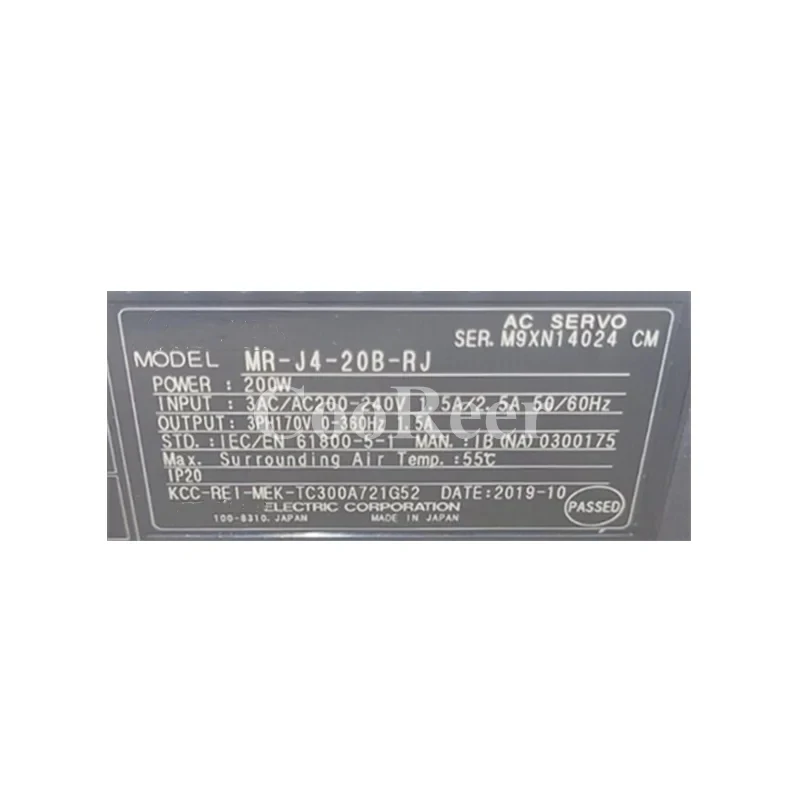 AC SERVO
SER. M9XN14024 CM
MODEL MR-J4-20B-RJ
POWER : 200W
INPUT : 3AC/AC200-240V 1.5A/2.5A 50/60Hz
OUTPUT: 3PH170V 0-360Hz 1.5A
STD.: IEC/EN 61800-5-1 MAN.: IB(NA)0300175
Max. Surrounding Air Temp.:55℃
IP20
KCC-REI-MEK-TC300A721G52 DATE:2019-10
ELECTRIC CORPORATION
100-8310, JAPAN MADE IN JAPAN
PASSED
CooReer